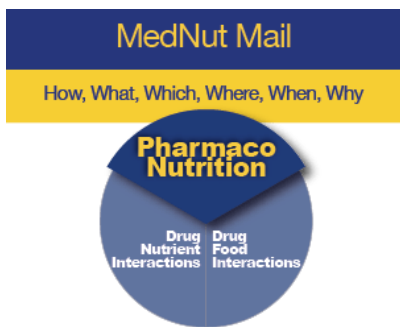 MedNut Mail
How, What, Which, Where, When, Why
Pharmaco
Nutrition
Drug
Nutrient
Interactions
Drug
Food
Interactions